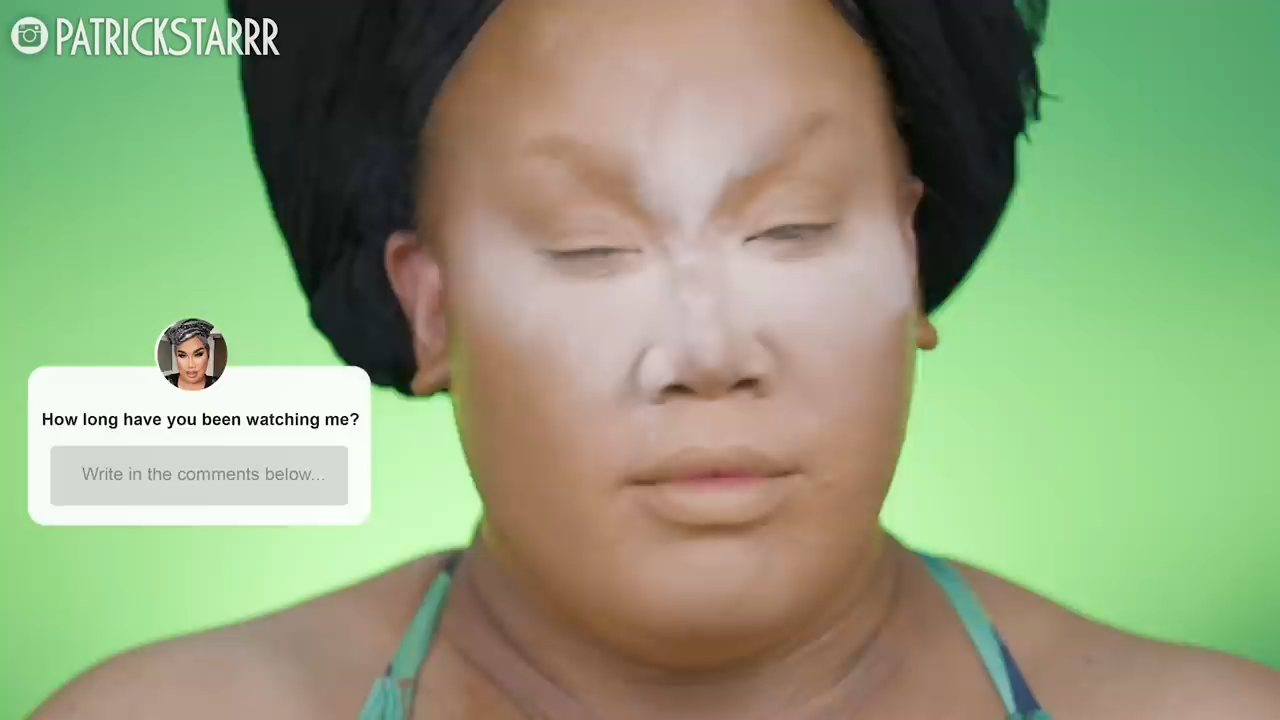 PATRICKSTARRR
How long have you been watching me?
Write in the comments below...